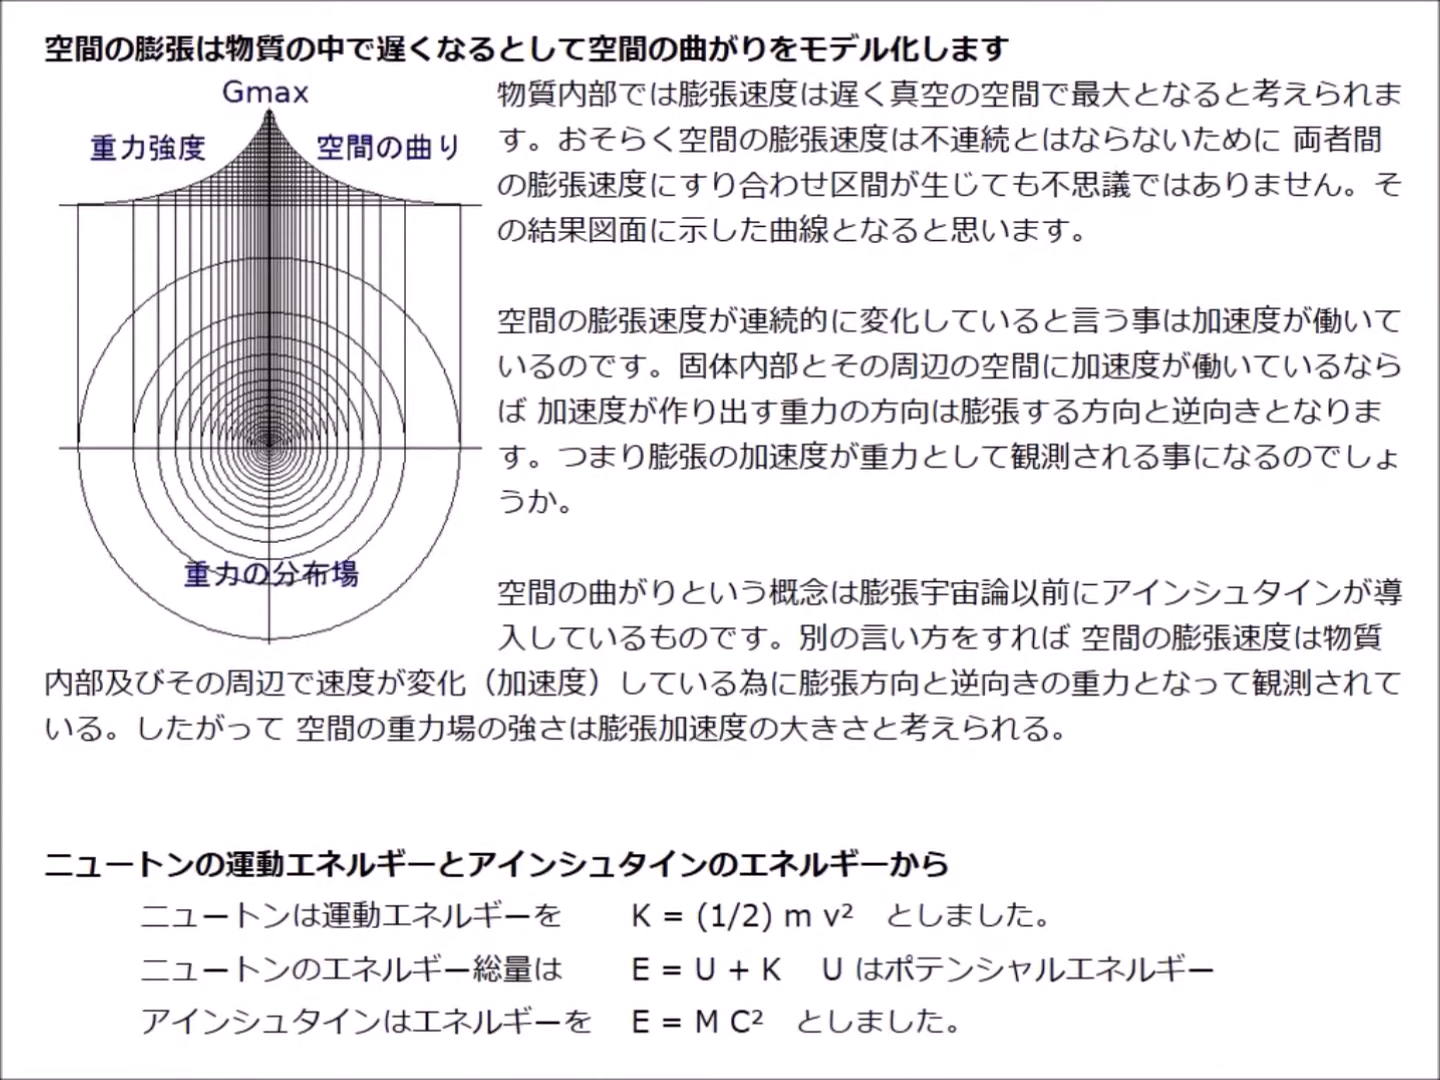 空間の膨張は物質の中で遅くなるとして空間の曲がりをモデル化します
Gmax
重力強度
空間の曲り
重力の分布場
物質内部では膨張速度は遅く真空の空間で最大となると考えられま
す。おそらく空間の膨張速度は不連続とはならないために 両者間
の膨張速度にすり合わせ区間が生じても不思議ではありません。そ
の結果図面に示した曲線となると思います。
空間の膨張速度が連続的に変化していると言う事は加速度が働いて
いるのです。固体内部とその周辺の空間に加速度が働いているなら
ば 加速度が作り出す重力の方向は膨張する方向と逆向きとなりま
す。つまり膨張の加速度が重力として観測される事になるのでしょ
うか。
空間の曲がりという概念は膨張宇宙論以前にアインシュタインが導
入しているものです。別の言い方をすれば 空間の膨張速度は物質
内部及びその周辺で速度が変化（加速度）している為に膨張方向と逆向きの重力となって観測されて
いる。したがって 空間の重力場の強さは膨張加速度の大きさと考えられる。
ニュートンの運動エネルギーとアインシュタインのエネルギーから
ニュートンは運動エネルギーを K = (1/2) m v² としました。
ニュートンのエネルギー総量は E = U + K U はポテンシャルエネルギー
アインシュタインはエネルギーを E = M C² としました。